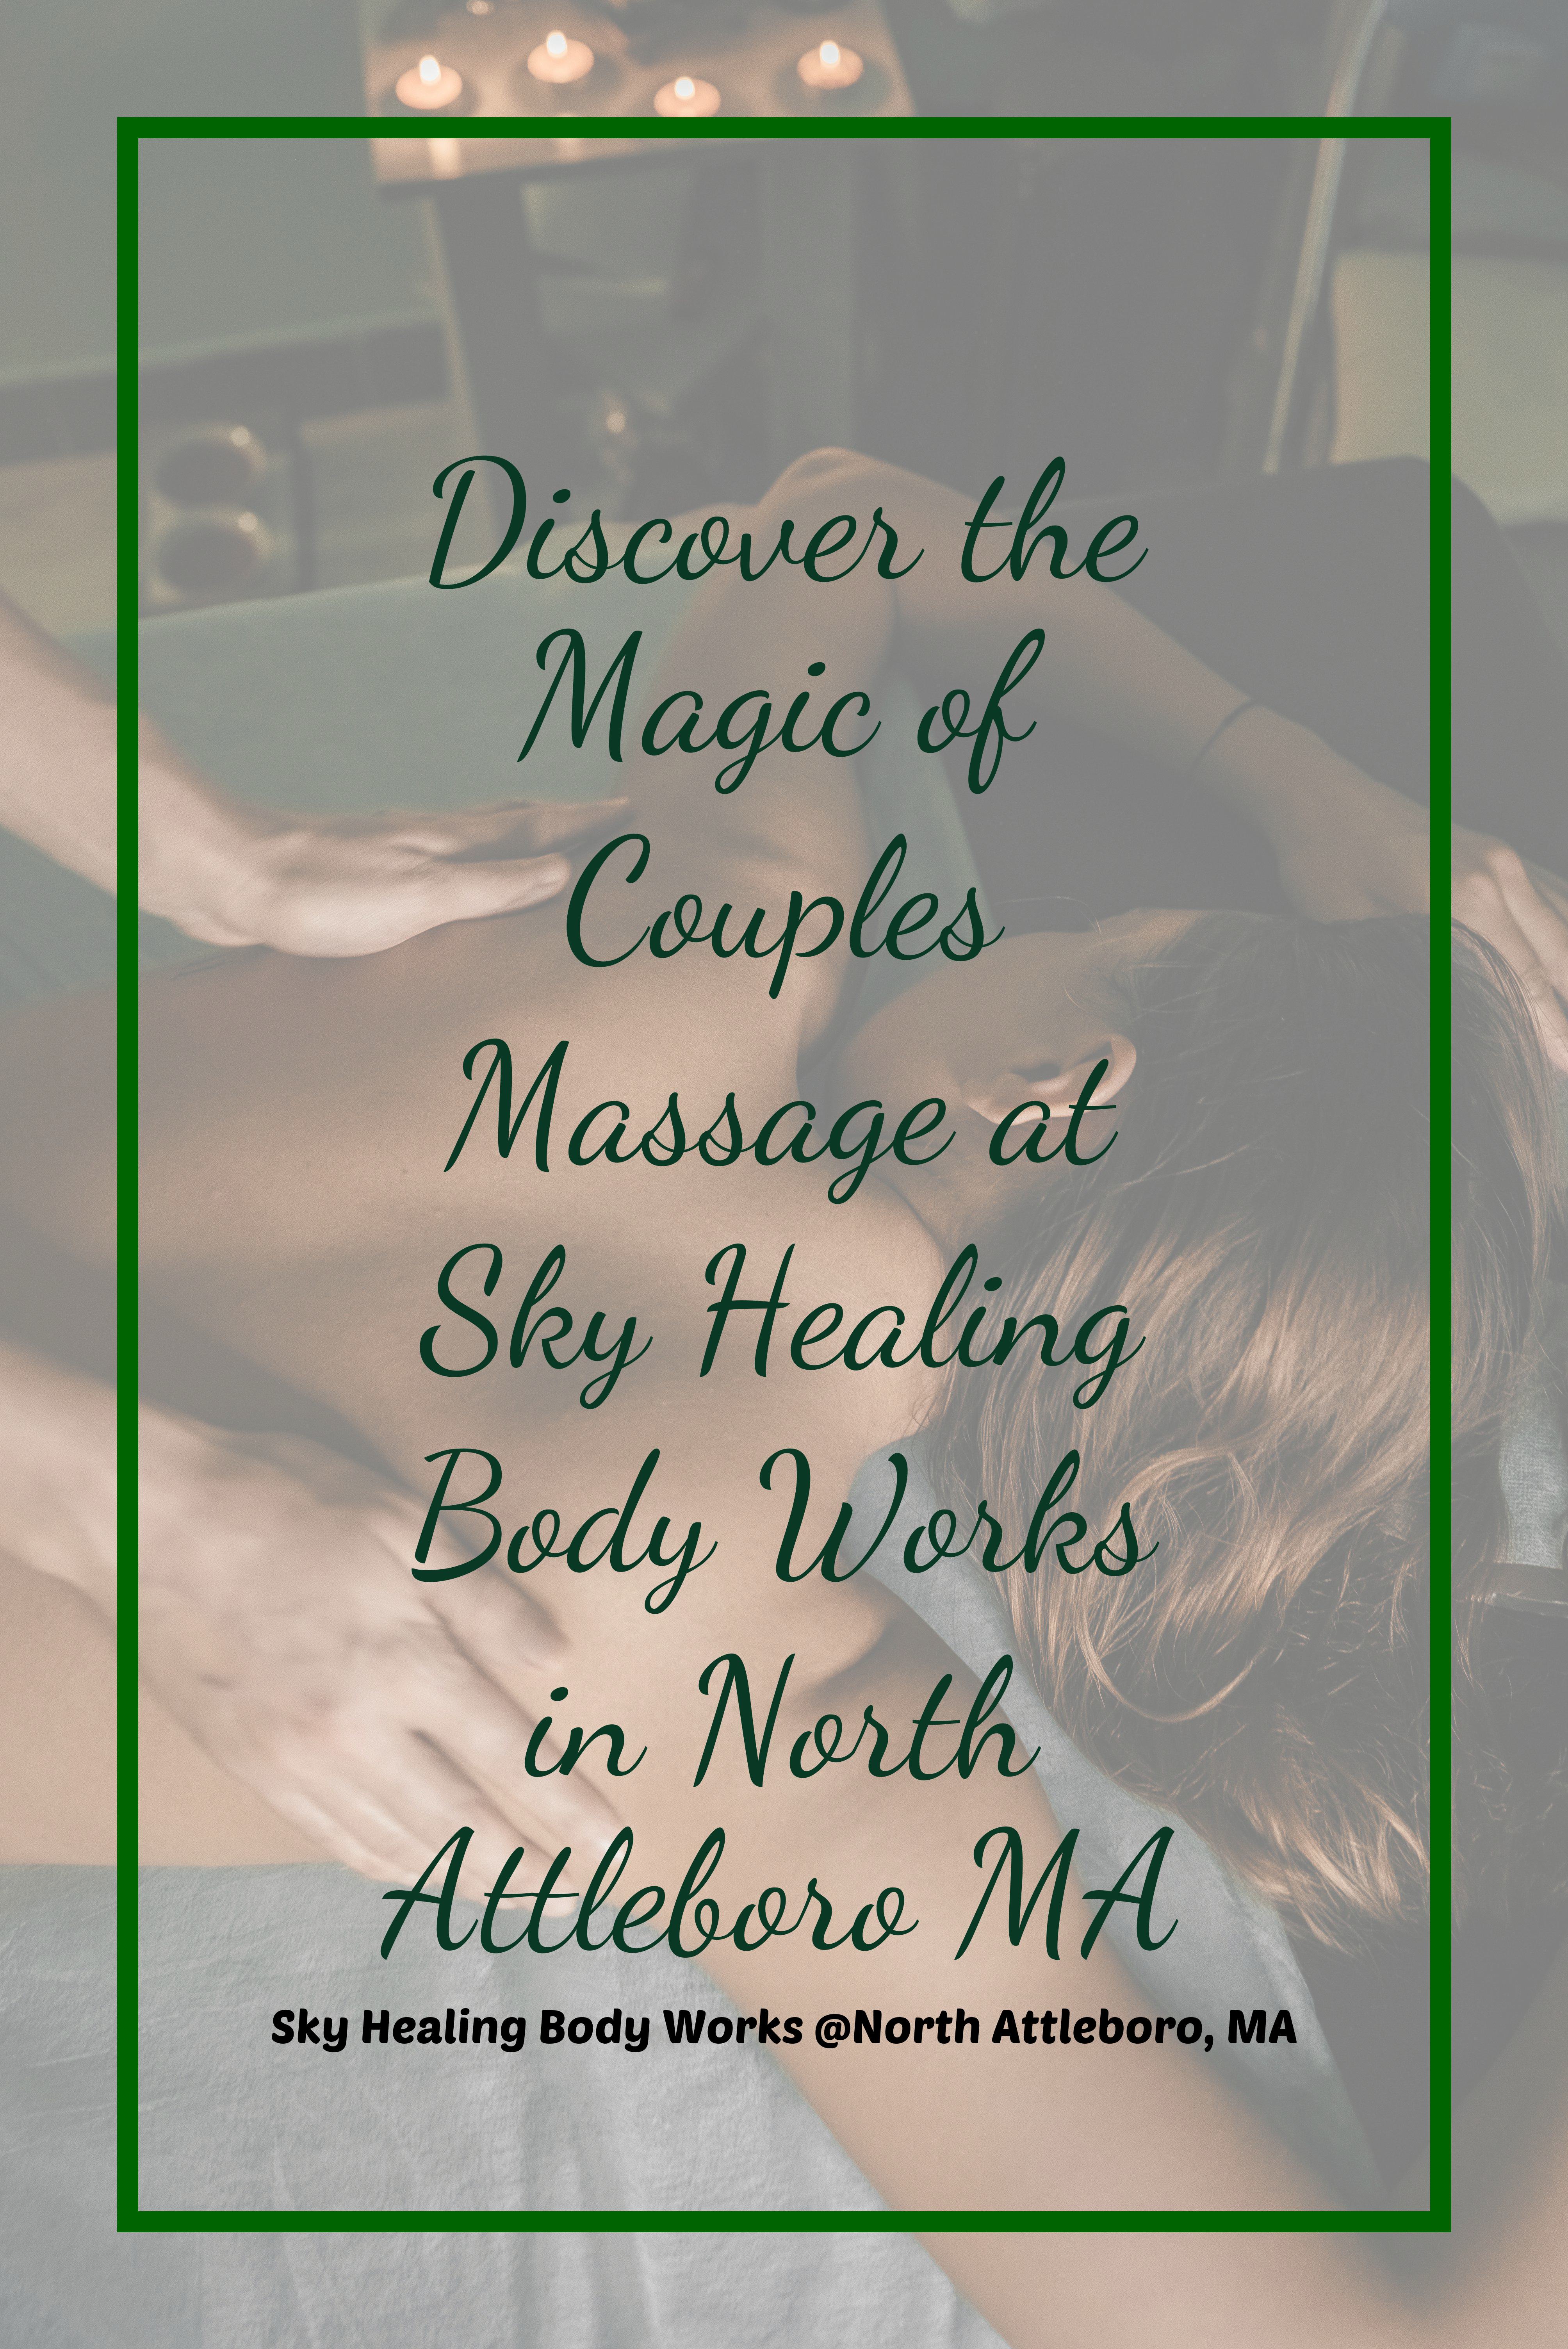 Discover the
Magic of
Couples
Massage at
Sky Healing
Body Works
in North
Attleboro MA
Sky Healing Body Works @North Attleboro, MA